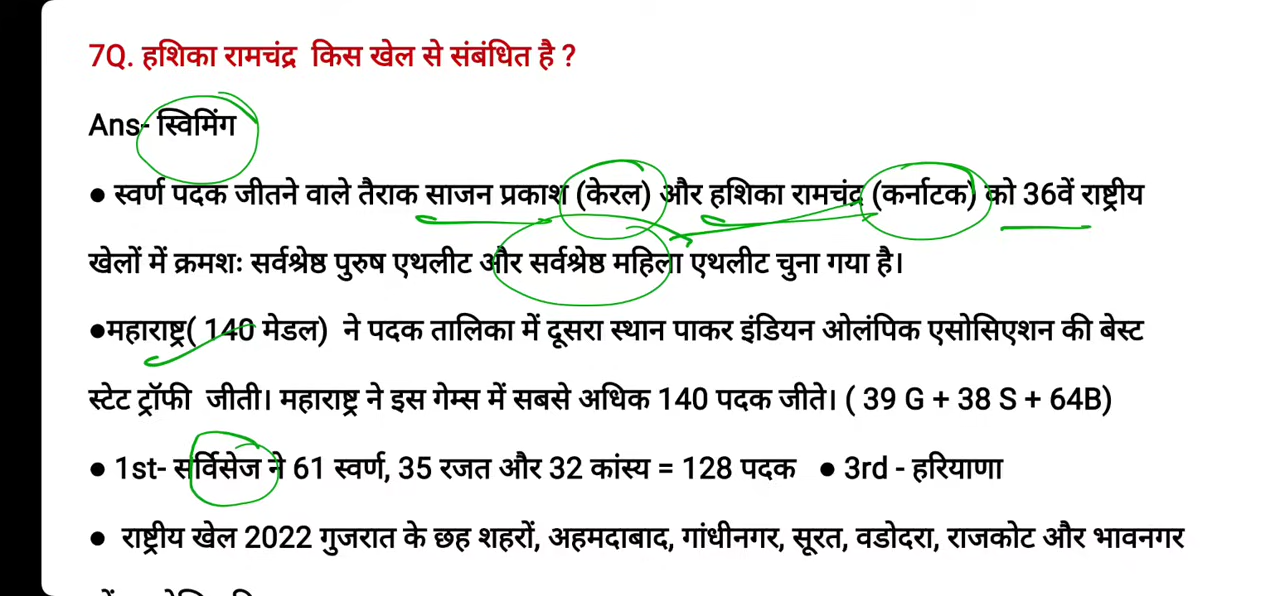 7Q. हशिका रामचंद्र किस खेल से संबंधित है ?
Ans- स्विमिंग
● स्वर्ण पदक जीतने वाले तैराक साजन प्रकाश (केरल) और हशिका रामचंद्र (कर्नाटक) को 36वें राष्ट्रीय
खेलों में क्रमशः सर्वश्रेष्ठ पुरुष एथलीट और सर्वश्रेष्ठ महिला एथलीट चुना गया है।
●महाराष्ट्र( 140 मेडल) ने पदक तालिका में दूसरा स्थान पाकर इंडियन ओलंपिक एसोसिएशन की बेस्ट
स्टेट ट्रॉफी जीती। महाराष्ट्र ने इस गेम्स में सबसे अधिक 140 पदक जीते। ( 39 G + 38 S + 64B)
● 1st- सर्विसेज ने 61 स्वर्ण, 35 रजत और 32 कांस्य = 128 पदक ● 3rd - हरियाणा
● राष्ट्रीय खेल 2022 गुजरात के छह शहरों, अहमदाबाद, गांधीनगर, सूरत, वडोदरा, राजकोट और भावनगर